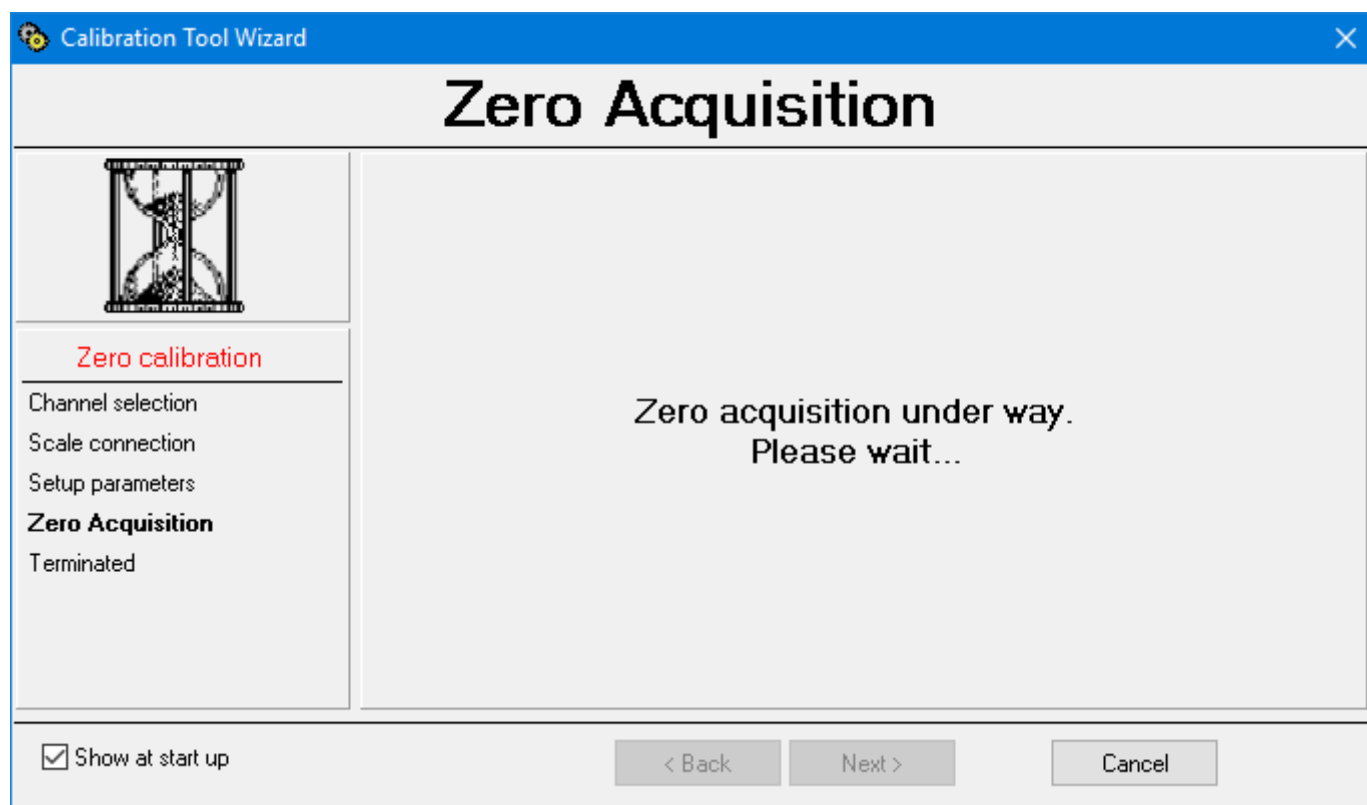 Calibration Tool Wizard
Zero Acquisition
Zero calibration
Channel selection
Scale connection
Setup parameters
Zero Acquisition
Terminated
Zero acquisition under way.
Please wait...
Show at start up
< Back
Next >
Cancel